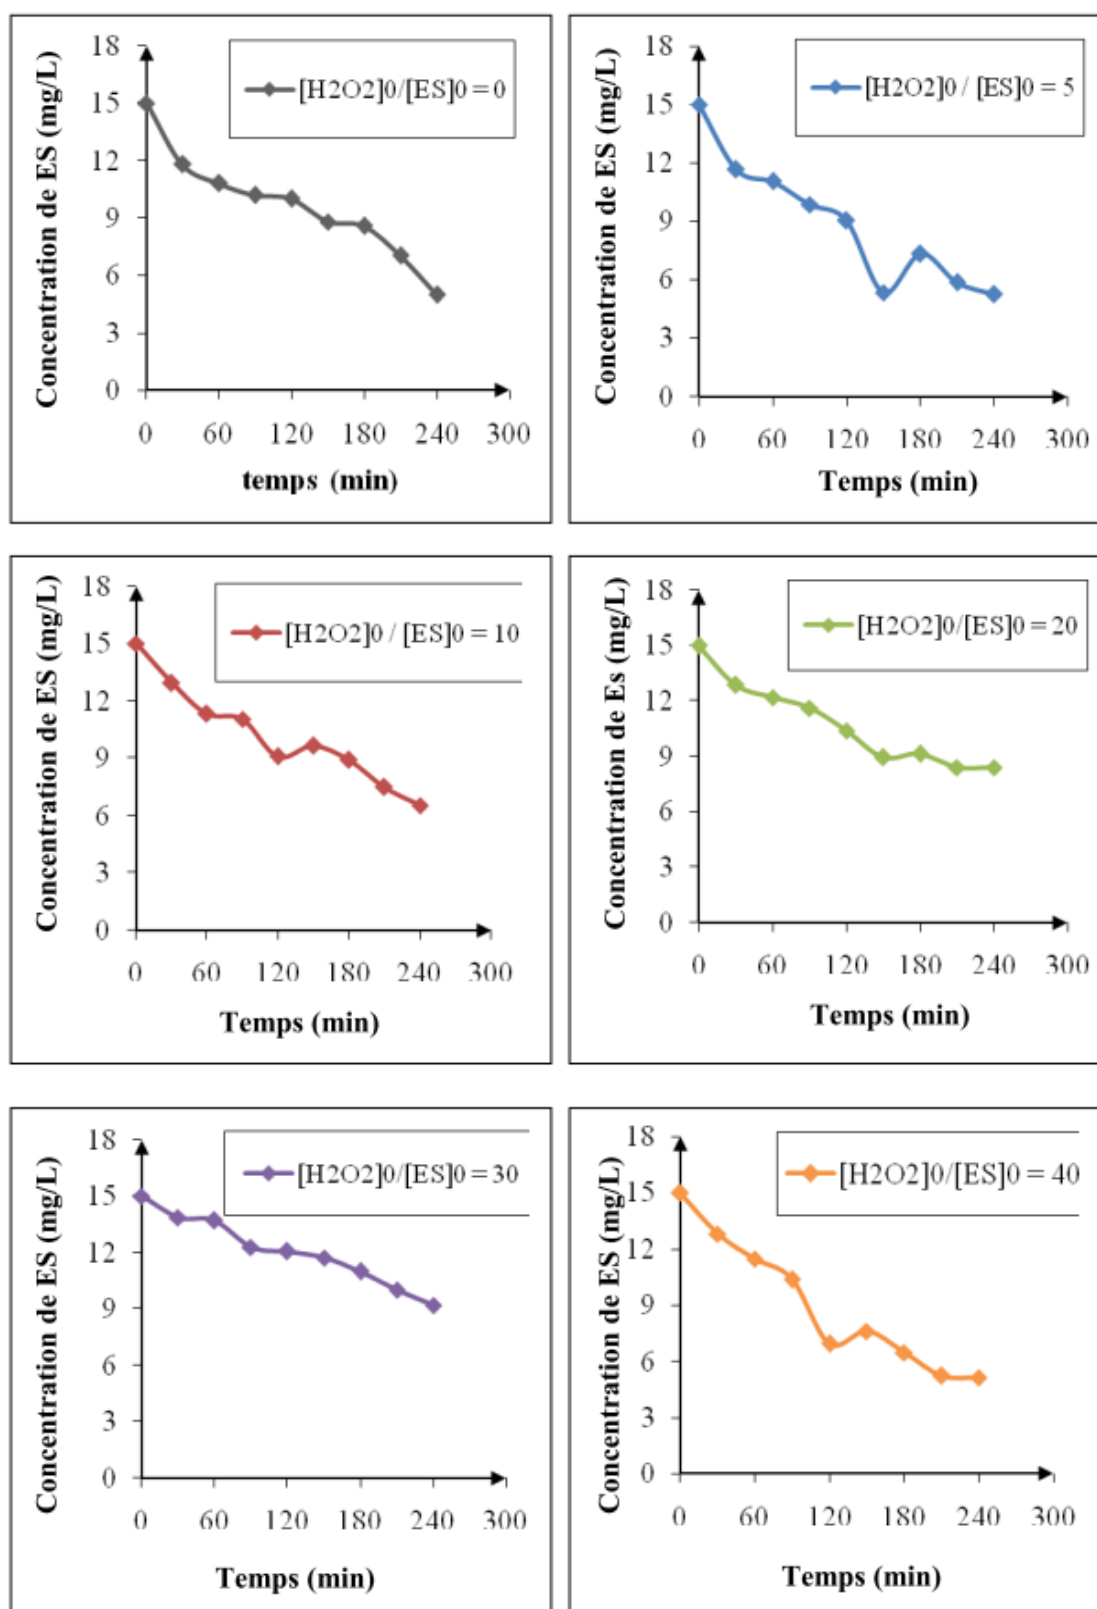 [H2O2]0/[ES]0 = 0
Concentration de ES (mg/L)
18
15
12
9
6
3
0
0 60 120 180 240 300
temps (min)
[H2O2]0 / [ES]0 = 5
Concentration de ES (mg/L)
18
15
12
9
6
3
0
0 60 120 180 240 300
Temps (min)
[H2O2]0 / [ES]0 = 10
Concentration de ES (mg/L)
18
15
12
9
6
3
0
0 60 120 180 240 300
Temps (min)
[H2O2]0/[ES]0 = 20
Concentration de Es (mg/L)
18
15
12
9
6
3
0
0 60 120 180 240 300
Temps (min)
[H2O2]0/[ES]0 = 30
Concentration de ES (mg/L)
18
15
12
9
6
3
0
0 60 120 180 240 300
Temps (min)
[H2O2]0/[ES]0 = 40
Concentration de ES (mg/L)
18
15
12
9
6
3
0
0 60 120 180 240 300
Temps (min)